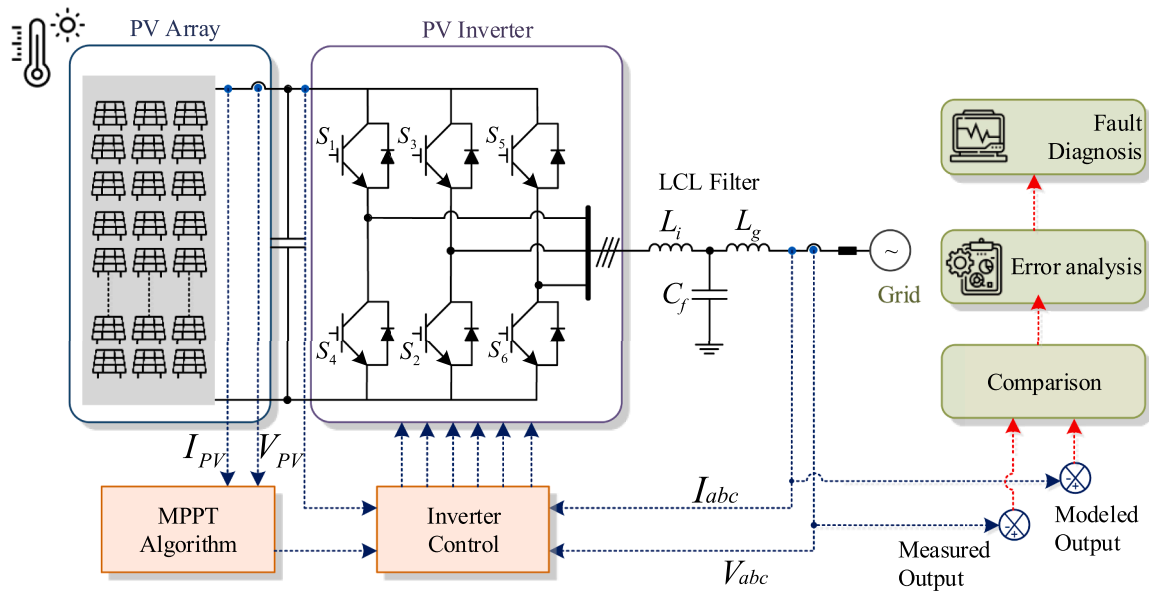 PV Array
PV Inverter
S1
S3
S5
S4
S2
S6
LCL Filter
Li
Lg
Cf
~
Grid
Fault
Diagnosis
Error analysis
Comparison
IPV
VPV
MPPT
Algorithm
Inverter
Control
Iabc
Vabc
-+
-+
Modeled
Output
Measured
Output